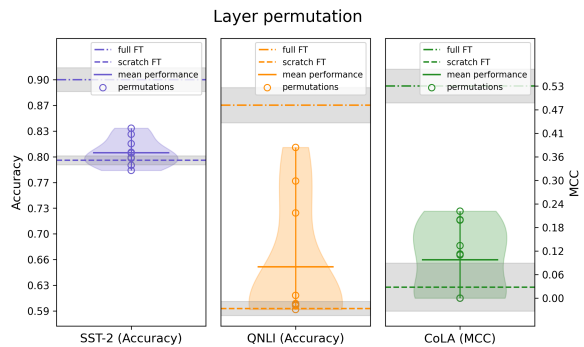 Layer permutation
Accuracy
0.90
0.87
0.83
0.80
0.77
0.73
0.70
0.66
0.63
0.59
full FT
scratch FT
mean performance
permutations
SST-2 (Accuracy)
full FT
scratch FT
mean performance
permutations
QNLI (Accuracy)
full FT
scratch FT
mean performance
permutations
CoLA (MCC)
0.53
0.47
0.41
0.36
0.30
0.24
0.18
0.12
0.06
0.00
MCC